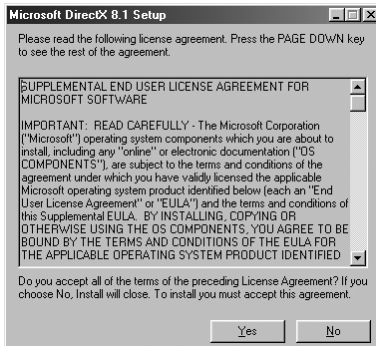 Microsoft DirectX 8.1 Setup
Please read the following license agreement. Press the PAGE DOWN key
to see the rest of the agreement.
SUPPLEMENTAL END USER LICENSE AGREEMENT FOR
MICROSOFT SOFTWARE
IMPORTANT: READ CAREFULLY - The Microsoft Corporation
("Microsoft") operating system components which you are about to
install, including any "online" or electronic documentation ("OS
COMPONENTS"), are subject to the terms and conditions of the
agreement under which you have validly licensed the applicable
Microsoft operating system product identified below (each an "End
User License Agreement" or "EULA") and the terms and conditions of
this Supplemental EULA. BY INSTALLING, COPYING OR
OTHERWISE USING THE OS COMPONENTS, YOU AGREE TO BE
BOUND BY THE TERMS AND CONDITIONS OF THE EULA FOR
THE APPLICABLE OPERATING SYSTEM PRODUCT IDENTIFIED
Do you accept all of the terms of the preceding License Agreement? If you
choose No, Install will close. To install you must accept this agreement.
Yes No